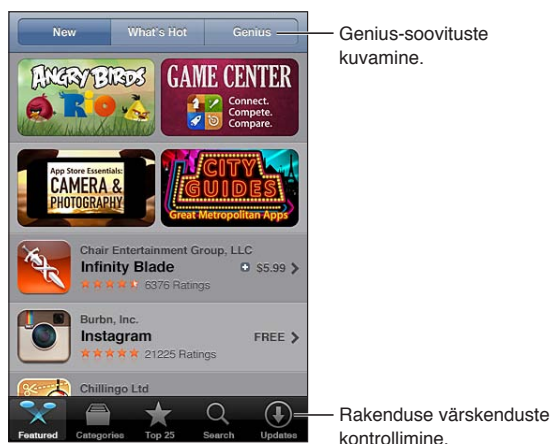 New What's Hot Genius
Genius-soovituste
kuvamine.
ANGRY BIRDS
RIO
GAME CENTER
Connect.
Compete.
Compare.
App Store Essentials:
CAMERA &
PHOTOGRAPHY
CITY
GUIDES
Great Metropolitan Apps
Chair Entertainment Group, LLC
Infinity Blade
$5.99
6376 Ratings
Burbn, Inc.
Instagram
FREE
21225 Ratings
Chillingo Ltd
Featured Categories Top 25 Search Updates
Rakenduse värskenduste
kontrollimine.